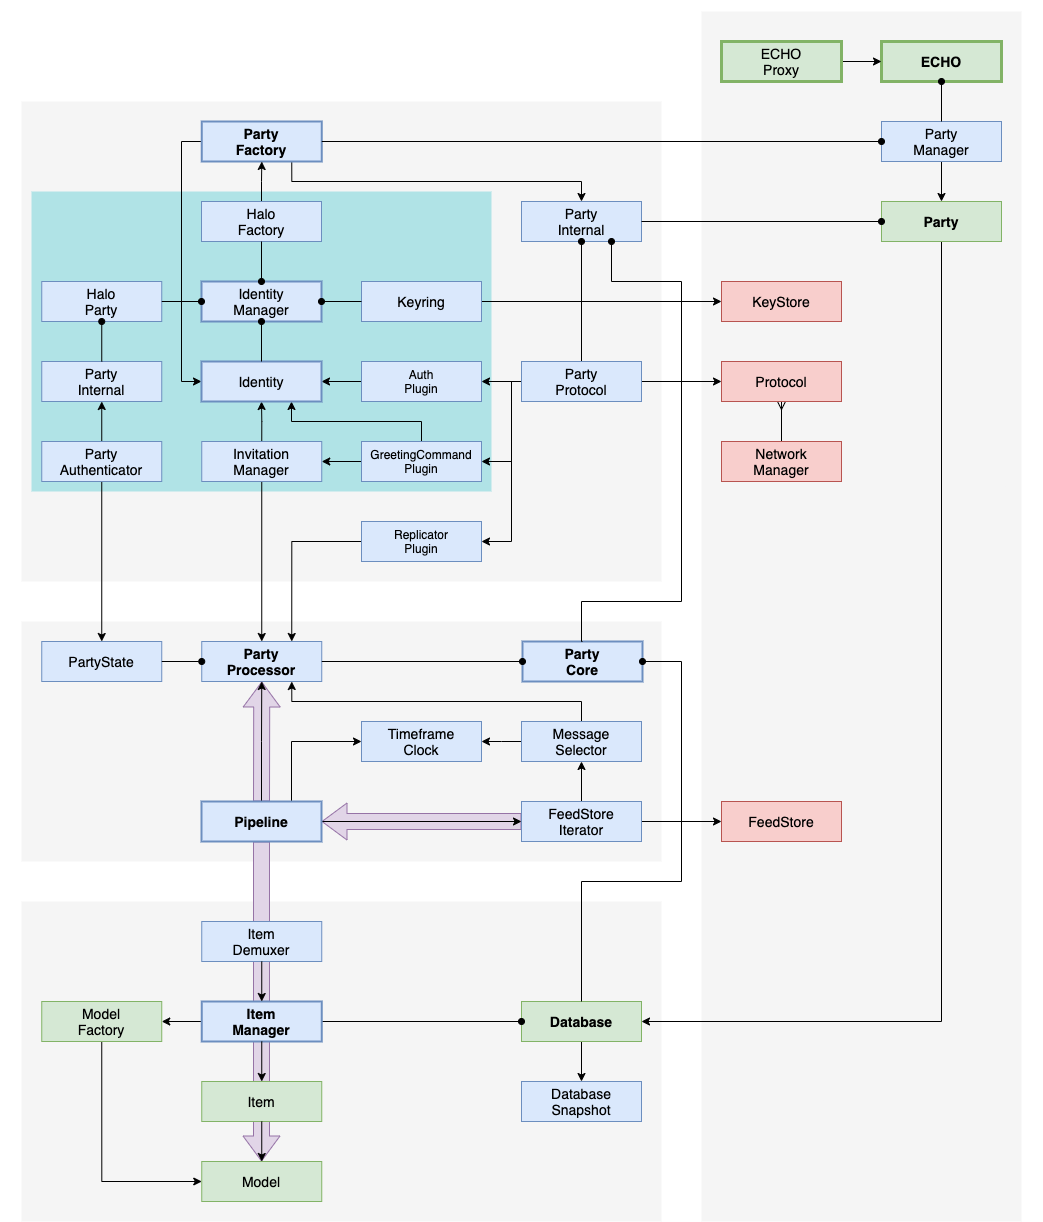 ECHO
Proxy
ECHO
Party
Factory
Party
Manager
Halo
Factory
Party
Internal
Party
Halo
Party
Identity
Manager
Keyring
KeyStore
Party
Internal
Identity
Auth
Plugin
Party
Protocol
Protocol
Party
Authenticator
Invitation
Manager
GreetingCommand
Plugin
Network
Manager
Replicator
Plugin
PartyState
Party
Processor
Party
Core
Timeframe
Clock
Message
Selector
Pipeline
FeedStore
Iterator
FeedStore
Item
Demuxer
Model
Factory
Item
Manager
Database
Item
Database
Snapshot
Model